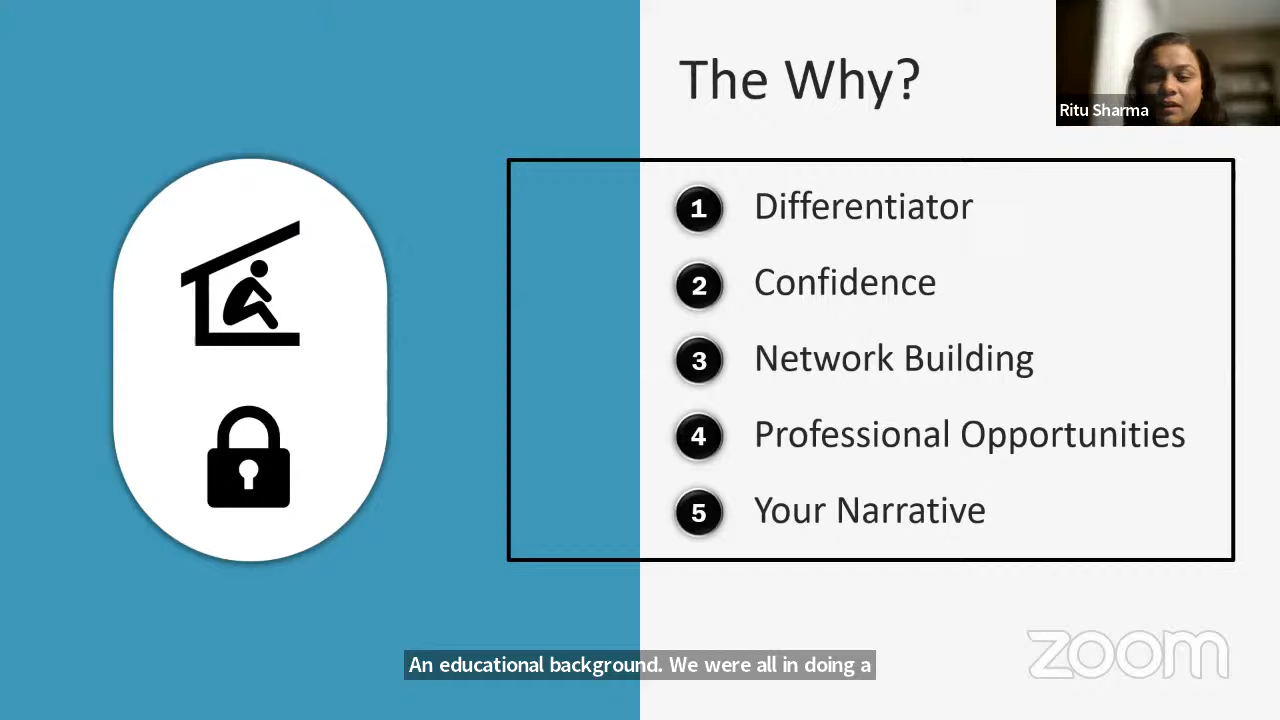 The Why?
Ritu Sharma
1 Differentiator
2 Confidence
3 Network Building
4 Professional Opportunities
5 Your Narrative
An educational background. We were all in doing a
zoom